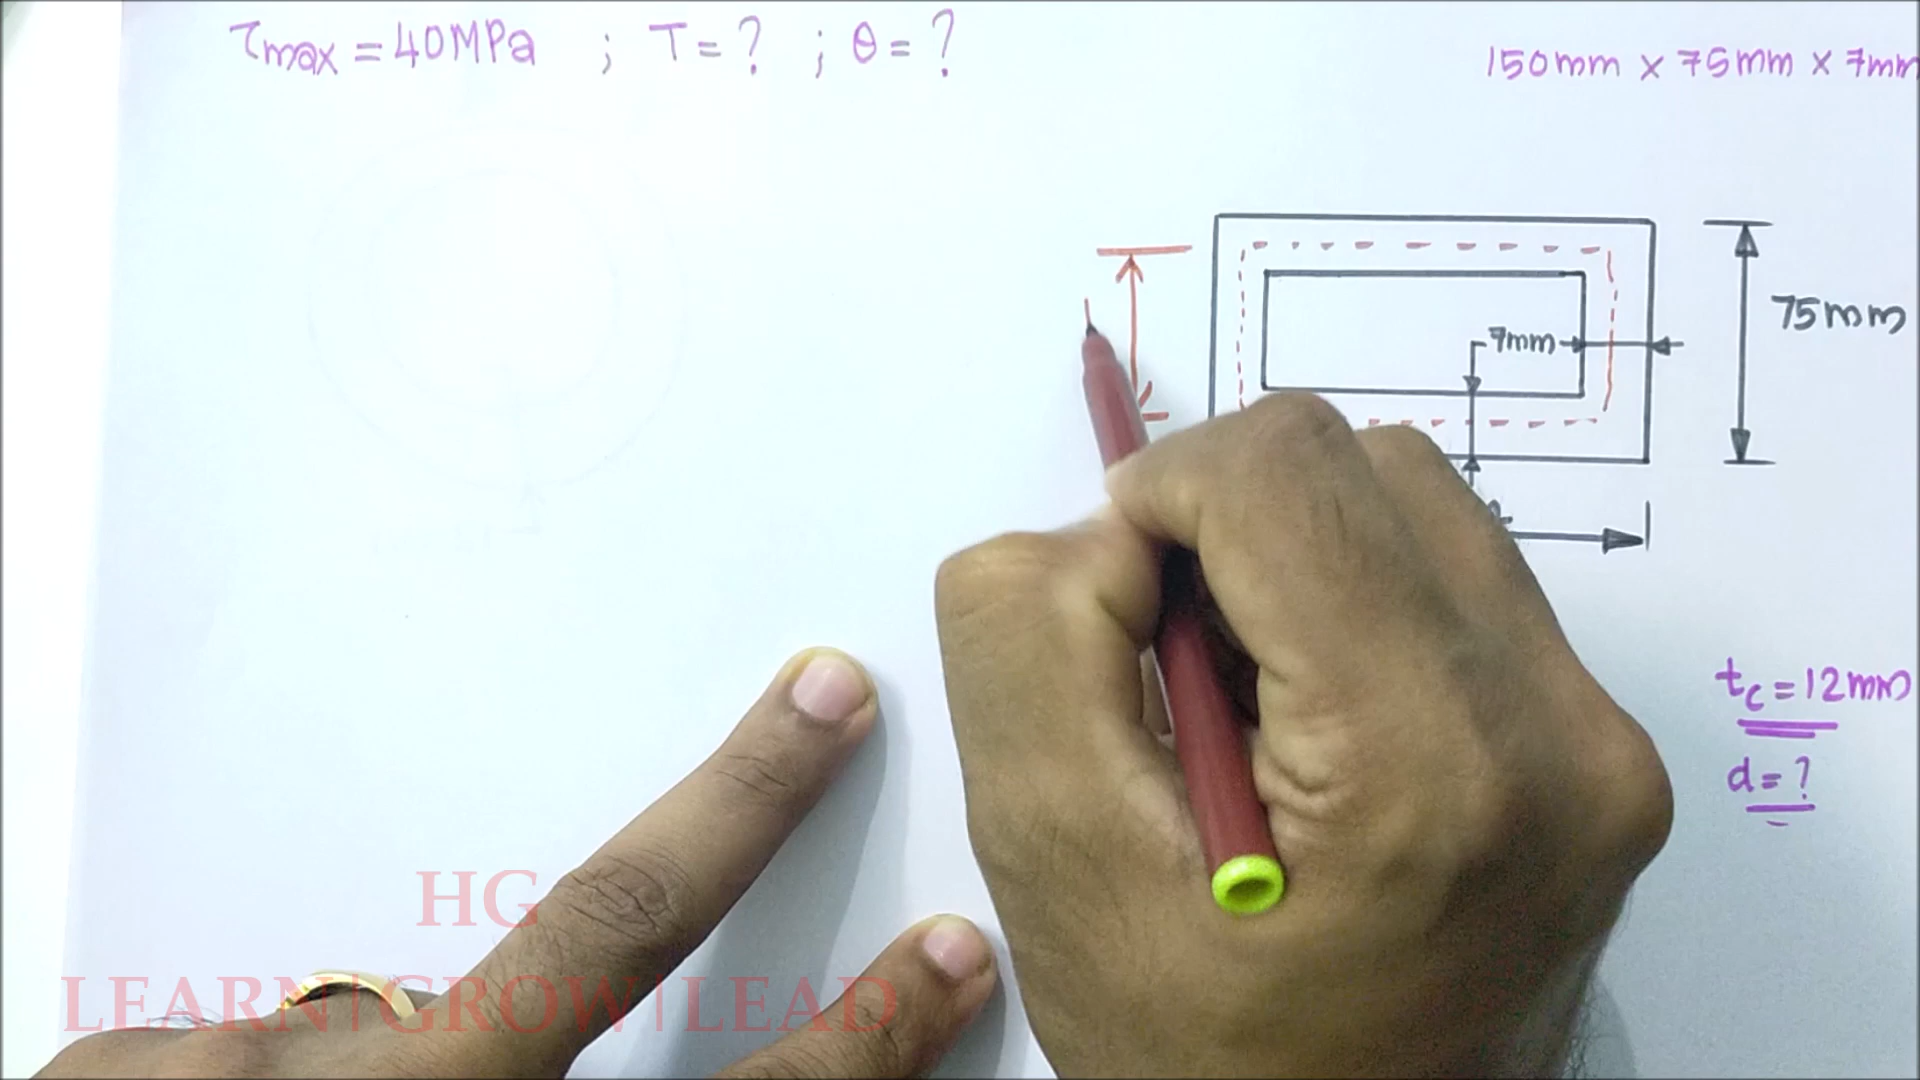 τmax = 40MPa ; T = ? ; θ = ?
150mm x 75mm x 7mm
7mm
75mm
tc = 12mm
d = ?
HG
LEARN|GROW|LEAD